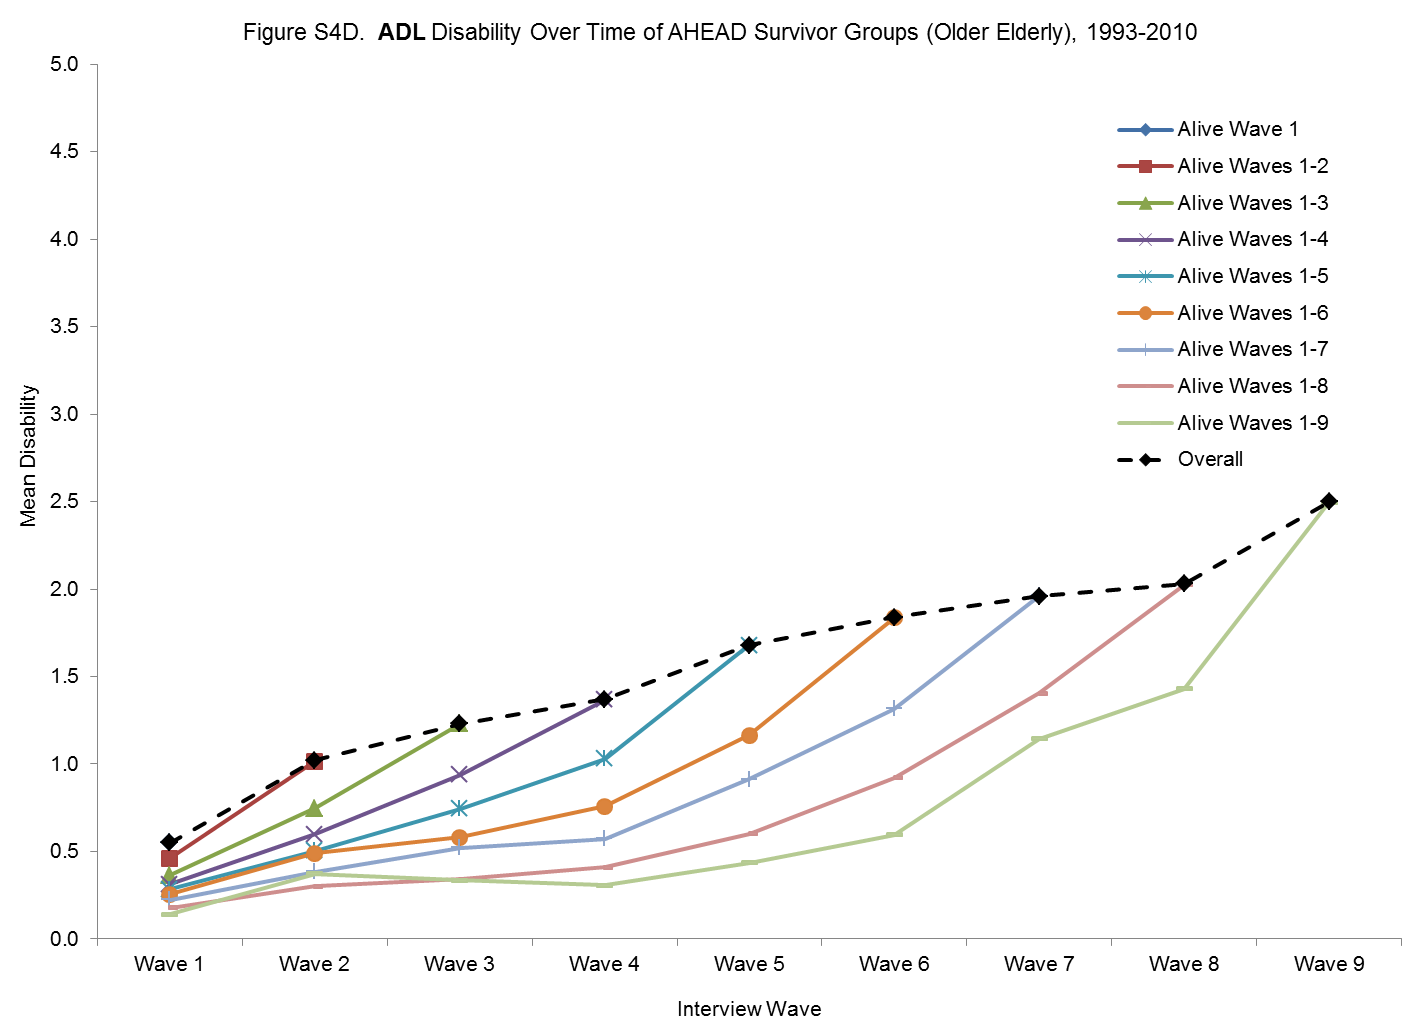 Figure S4D. ADL Disability Over Time of AHEAD Survivor Groups (Older Elderly), 1993-2010
5.0
4.5
4.0
3.5
3.0
2.5
2.0
1.5
1.0
0.5
0.0
Mean Disability
Alive Wave 1
Alive Waves 1-2
Alive Waves 1-3
Alive Waves 1-4
Alive Waves 1-5
Alive Waves 1-6
Alive Waves 1-7
Alive Waves 1-8
Alive Waves 1-9
Overall
Wave 1 Wave 2 Wave 3 Wave 4 Wave 5 Wave 6 Wave 7 Wave 8 Wave 9
Interview Wave